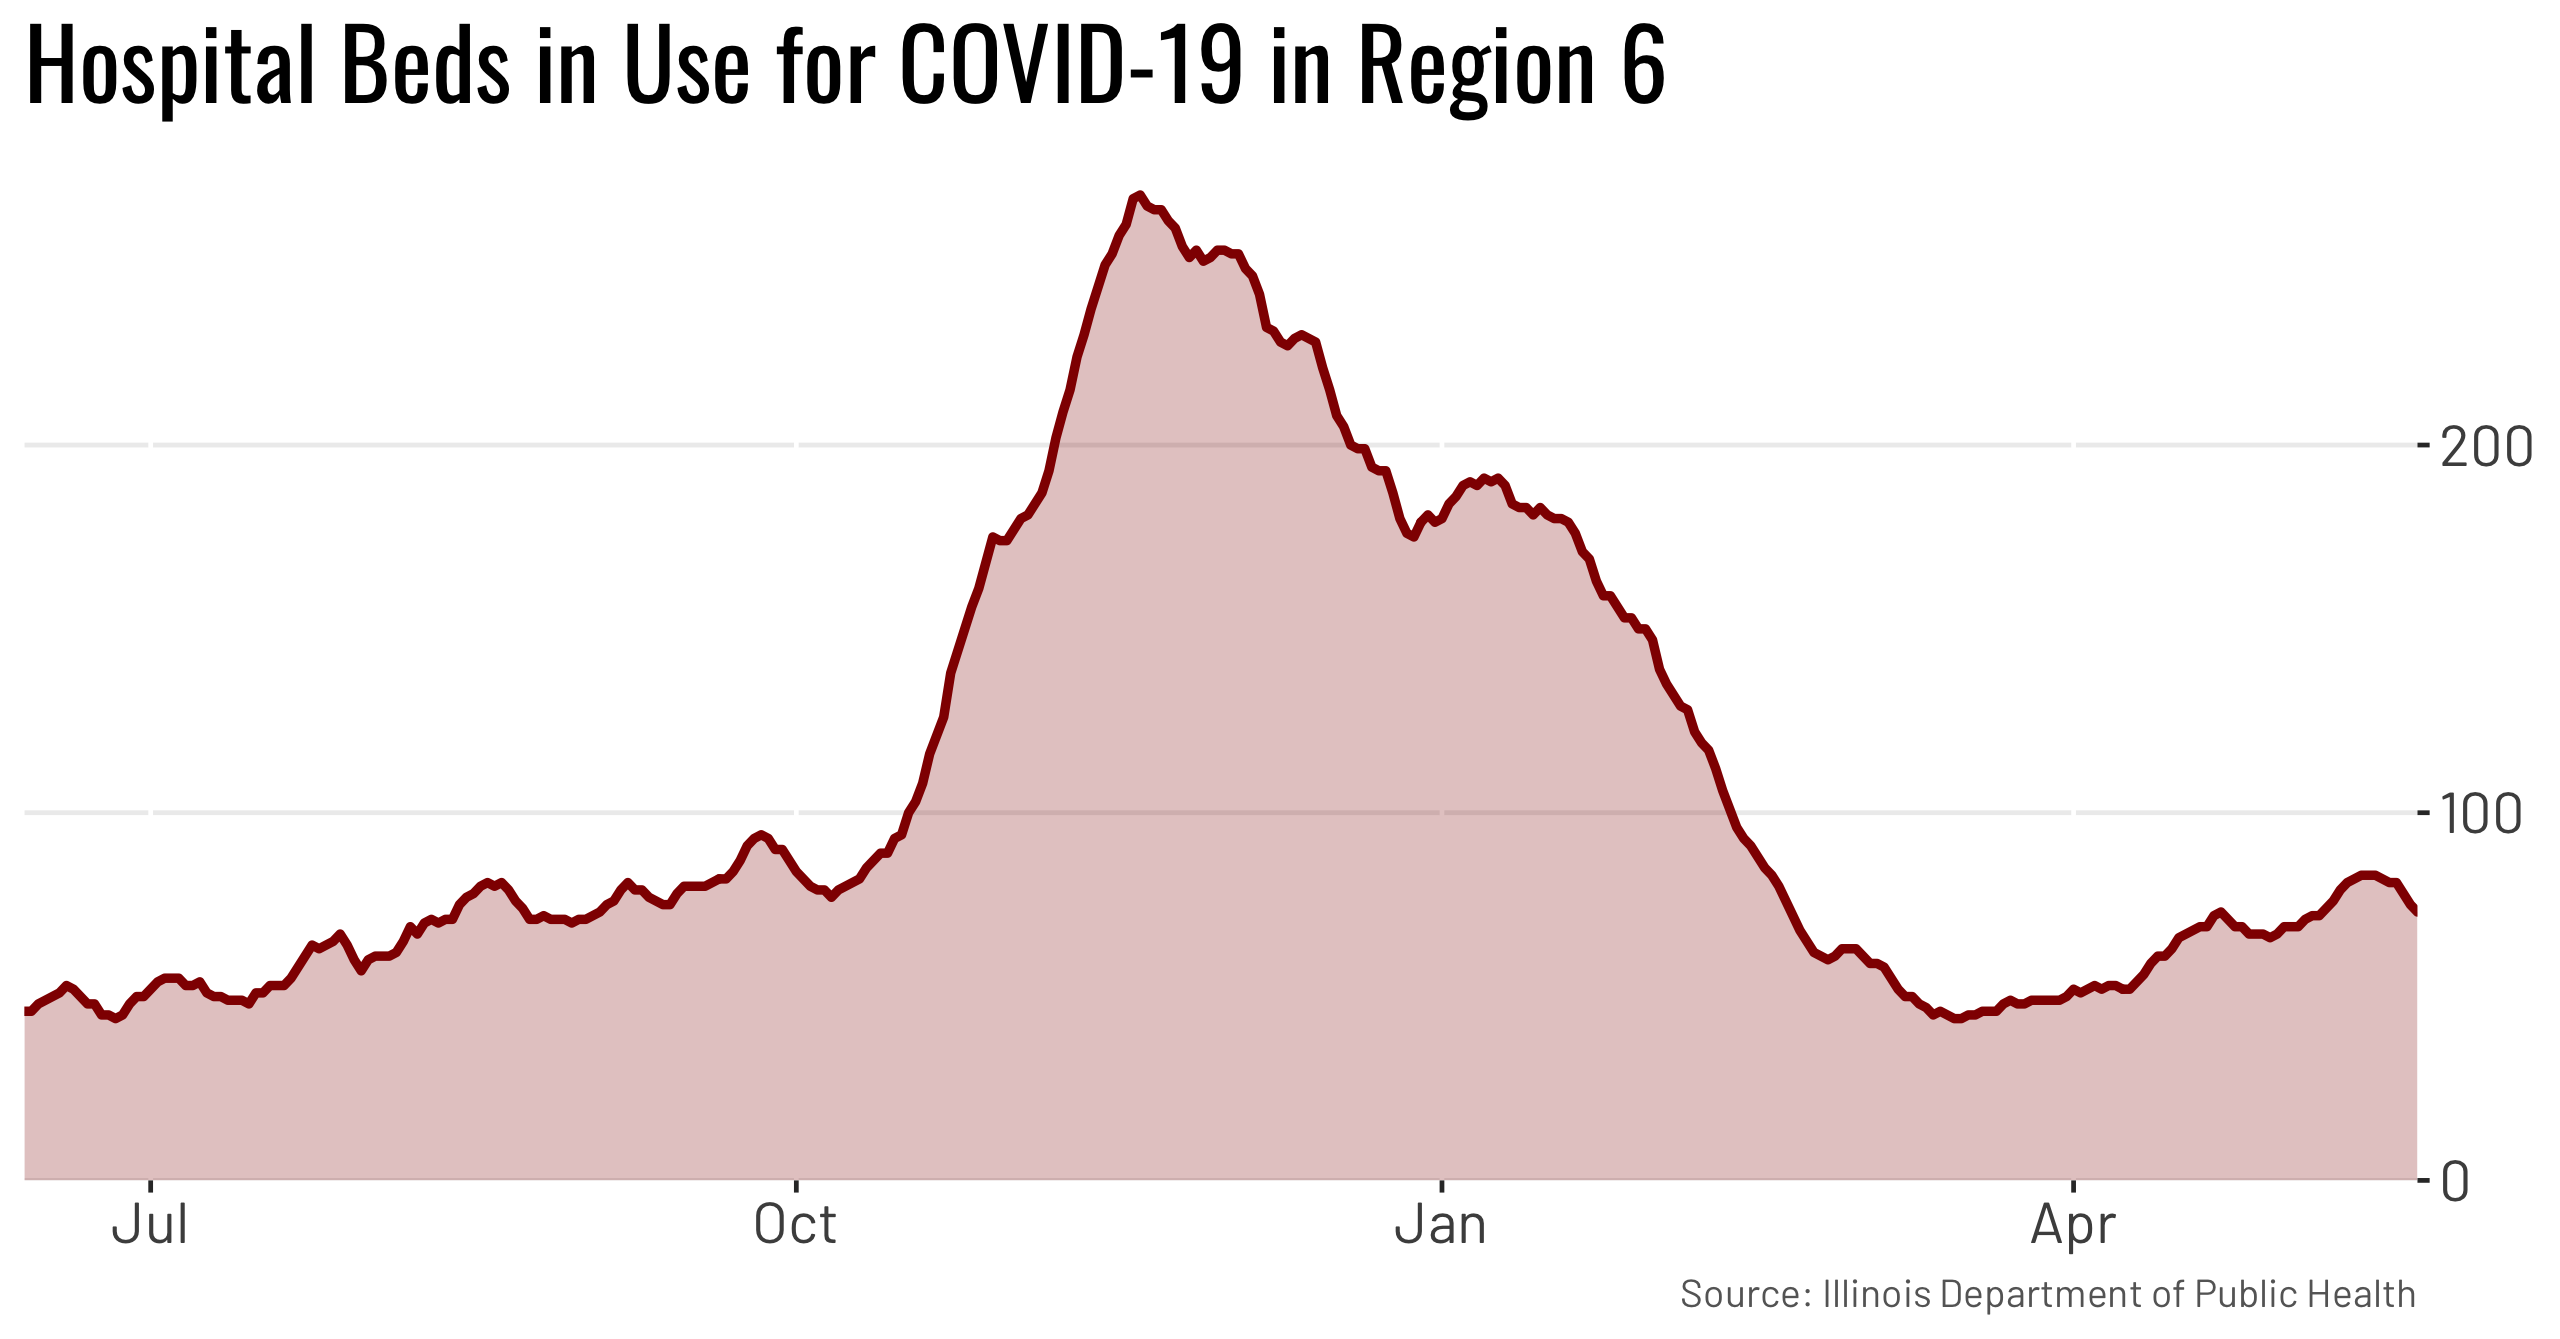 Hospital Beds in Use for COVID-19 in Region 6
200
100
0
Jul Oct Jan Apr
Source: Illinois Department of Public Health